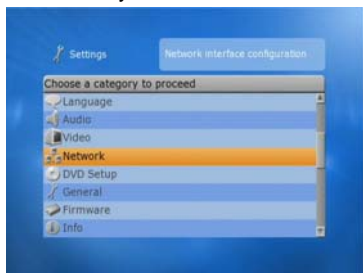 Settings
Network interface configuration
Choose a category to proceed
Language
Audio
Video
Network
DVD Setup
General
Firmware
Info